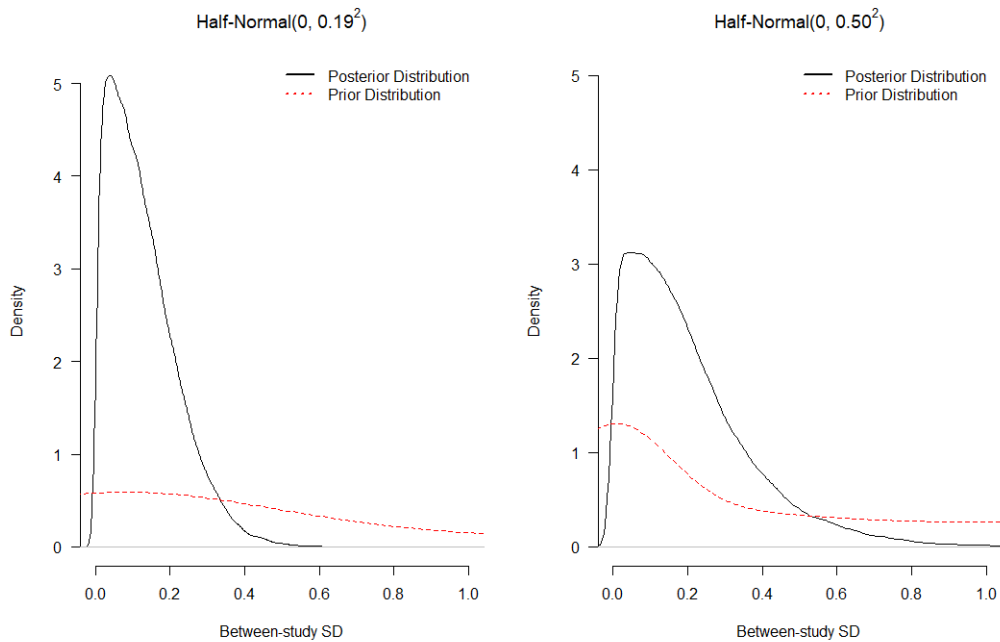 Half-Normal(0, 0.19²)
Posterior Distribution
Prior Distribution
5
4
3
2
1
0
Density
0.0 0.2 0.4 0.6 0.8 1.0
Between-study SD
Half-Normal(0, 0.50²)
Posterior Distribution
Prior Distribution
5
4
3
2
1
0
Density
0.0 0.2 0.4 0.6 0.8 1.0
Between-study SD